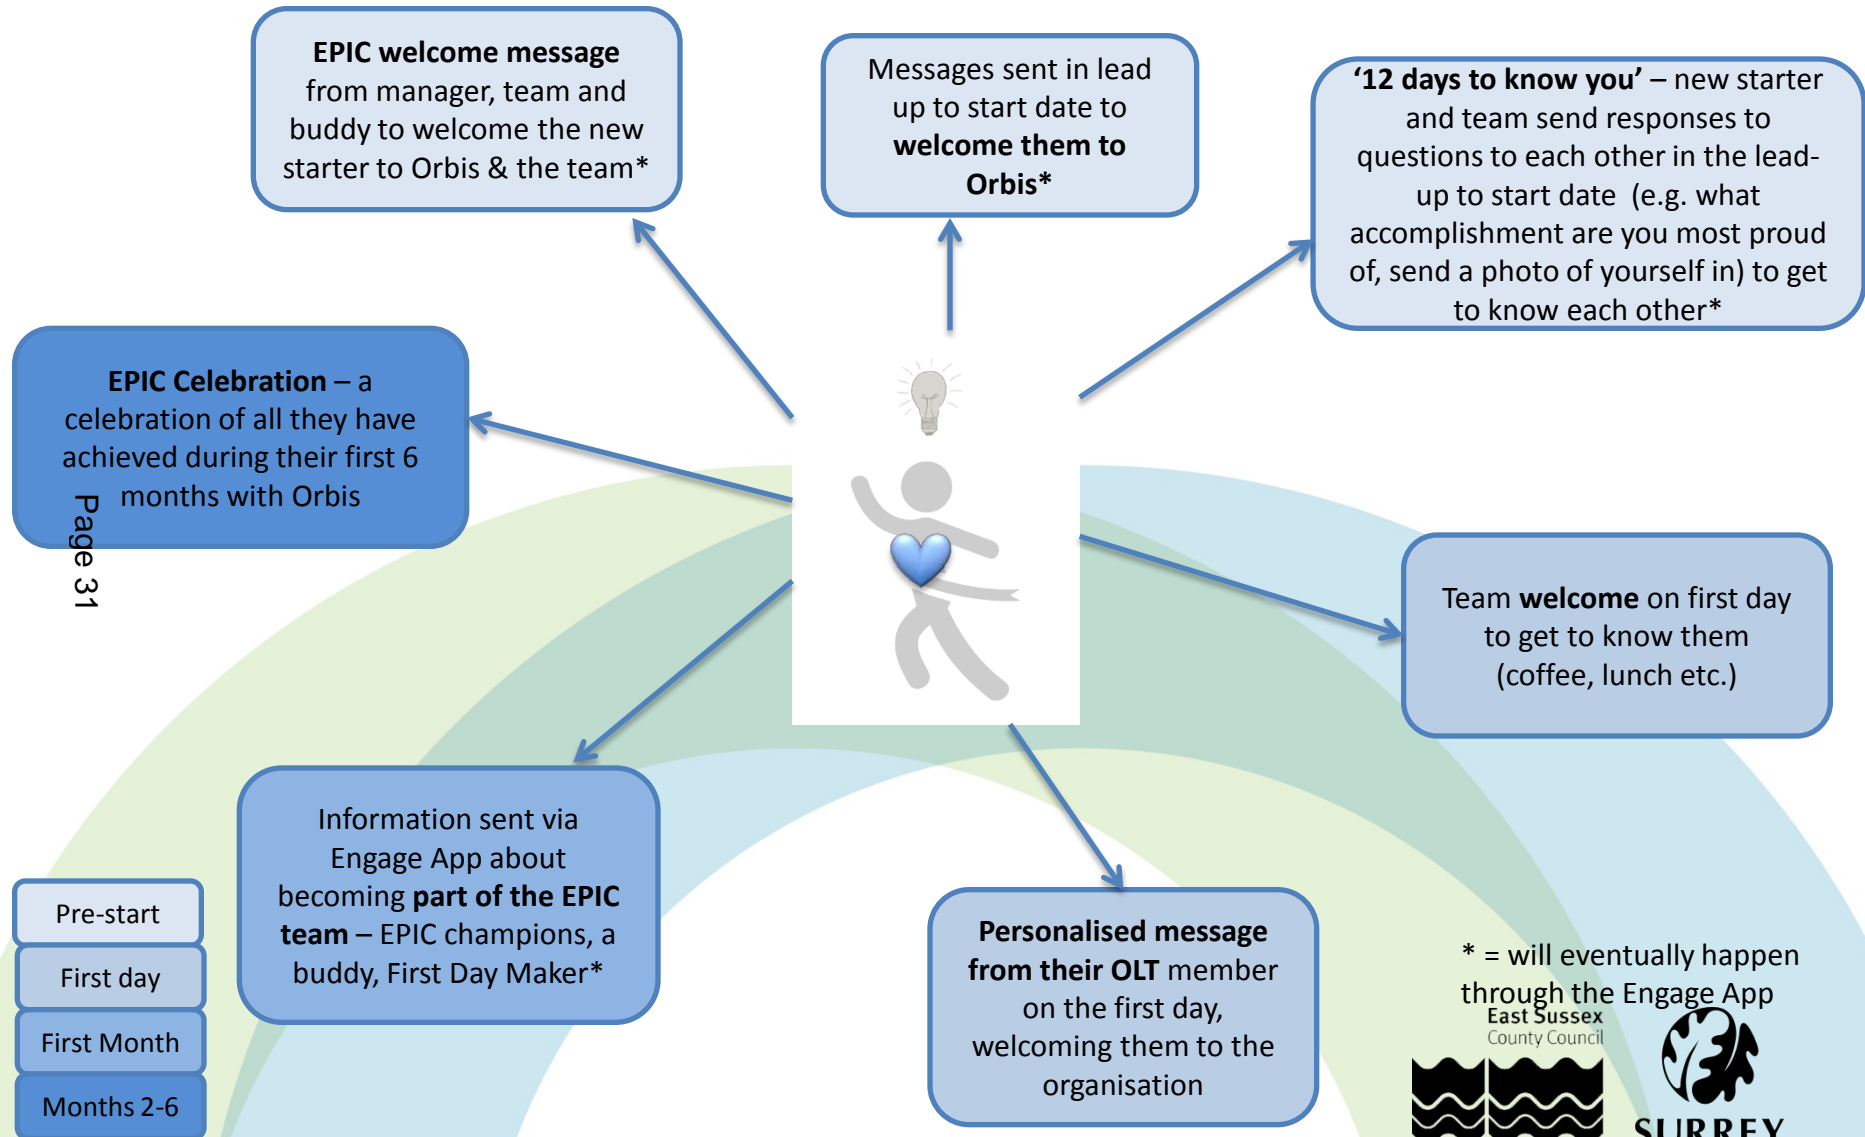 EPIC welcome message
from manager, team and
buddy to welcome the new
starter to Orbis & the team*
Messages sent in lead
up to start date to
welcome them to
Orbis*
‘12 days to know you’ – new starter
and team send responses to
questions to each other in the lead-
up to start date (e.g. what
accomplishment are you most proud
of, send a photo of yourself in) to get
to know each other*
EPIC Celebration – a
celebration of all they have
achieved during their first 6
months with Orbis
Page 31
Team welcome on first day
to get to know them
(coffee, lunch etc.)
Information sent via
Engage App about
becoming part of the EPIC
team – EPIC champions, a
buddy, First Day Maker*
Personalised message
from their OLT member
on the first day,
welcoming them to the
organisation
Pre-start
First day
First Month
Months 2-6
* = will eventually happen
through the Engage App
East Sussex
County Council
SURREY